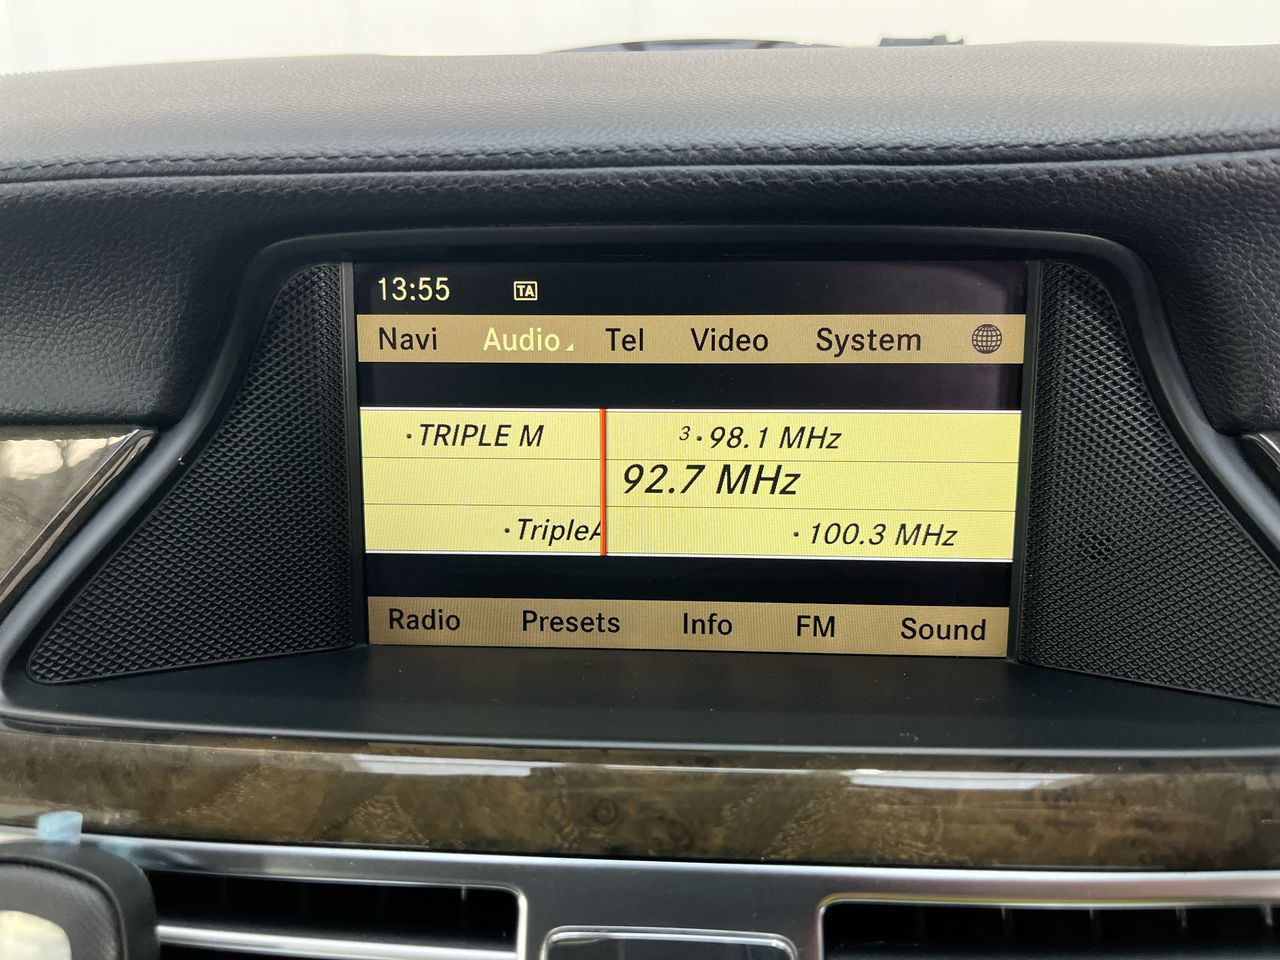 13:55 TA
Navi Audio Tel Video System
·TRIPLE M 3·98.1 MHz
92.7 MHz
·TripleA ·100.3 MHz
Radio Presets Info FM Sound